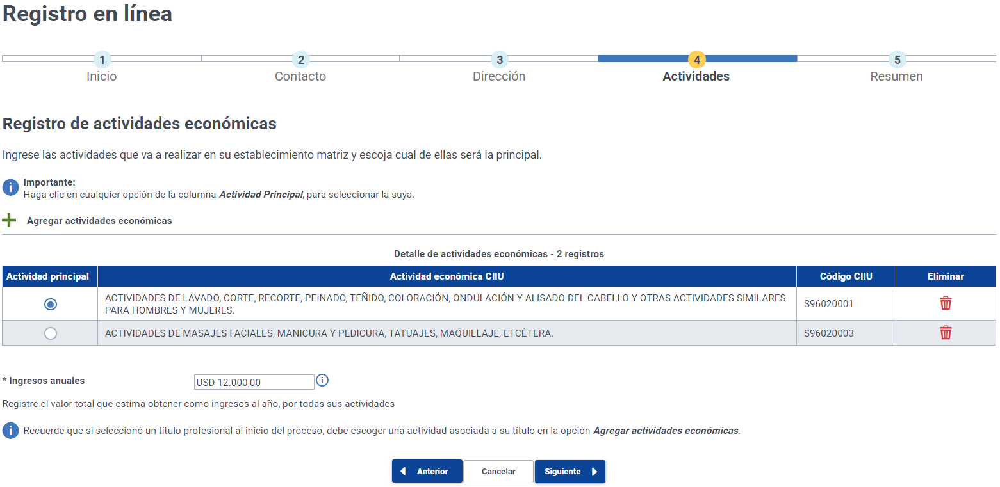 Registro en línea
1 2 3 4 5
Inicio Contacto Dirección Actividades Resumen
Registro de actividades económicas
Ingrese las actividades que va a realizar en su establecimiento matriz y escoja cual de ellas será la principal.
Importante:
Haga clic en cualquier opción de la columna Actividad Principal, para seleccionar la suya.
Agregar actividades económicas
Detalle de actividades económicas - 2 registros
Actividad principal Actividad económica CIIU Código CIIU Eliminar
ACTIVIDADES DE LAVADO, CORTE, RECORTE, PEINADO, TEÑIDO, COLORACIÓN, ONDULACIÓN Y ALISADO DEL CABELLO Y OTRAS ACTIVIDADES SIMILARES
PARA HOMBRES Y MUJERES.
S96020001
ACTIVIDADES DE MASAJES FACIALES, MANICURA Y PEDICURA, TATUAJES, MAQUILLAJE, ETCÉTERA. S96020003
* Ingresos anuales USD 12.000,00
Registre el valor total que estima obtener como ingresos al año, por todas sus actividades
Recuerde que si seleccionó un título profesional al inicio del proceso, debe escoger una actividad asociada a su título en la opción Agregar actividades económicas.
Anterior Cancelar Siguiente